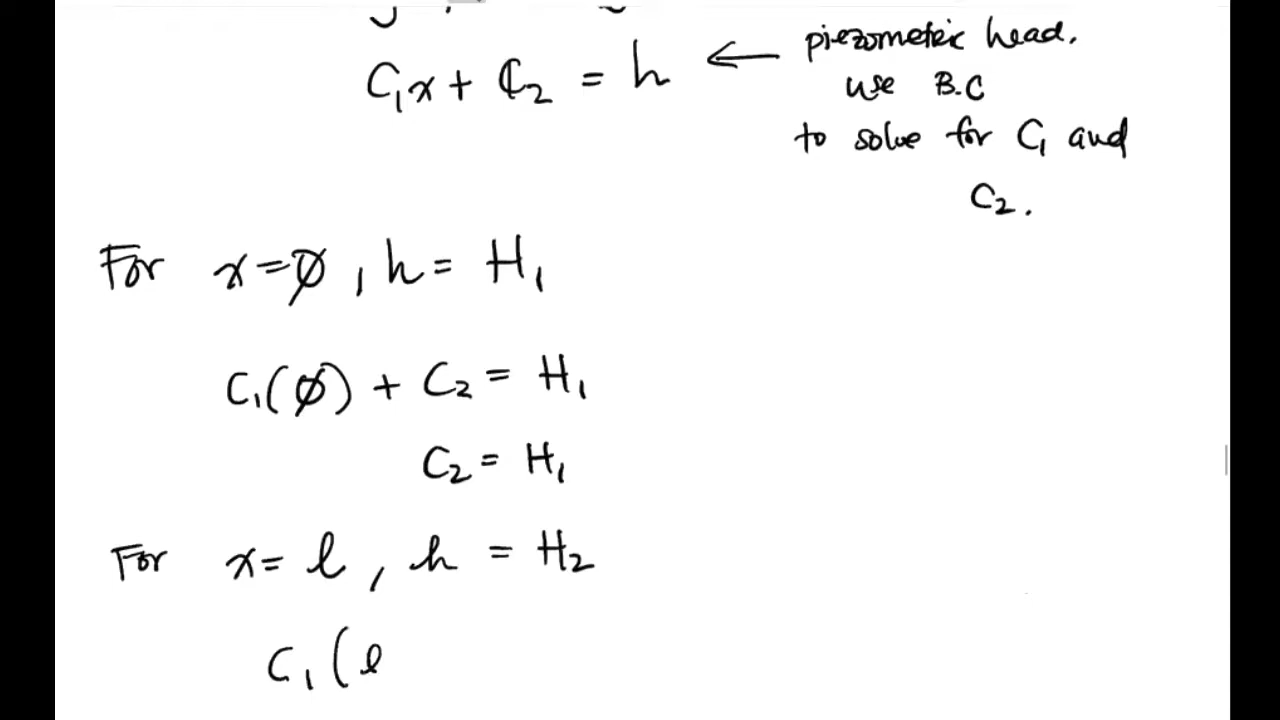 C₁x + C₂ = h ← piezometric head.
use B.C
to solve for C₁ and
C₂.
For x=∅, h = H₁
C₁(∅) + C₂ = H₁
C₂ = H₁
For x= l, h = H₂
C₁(l